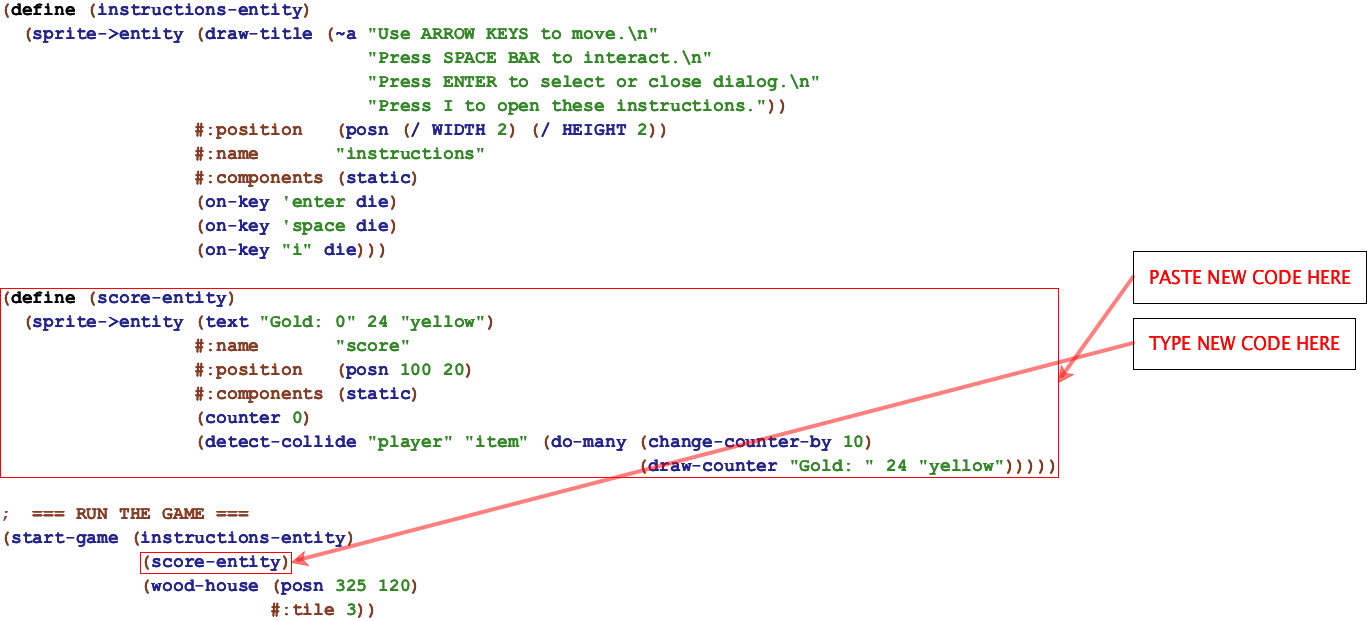 (define (instructions-entity)
  (sprite->entity (draw-title (~a "Use ARROW KEYS to move.\n"
                                  "Press SPACE BAR to interact.\n"
                                  "Press ENTER to select or close dialog.\n"
                                  "Press I to open these instructions."))
                  #:position   (posn (/ WIDTH 2) (/ HEIGHT 2))
                  #:name       "instructions"
                  #:components (static)
                  (on-key 'enter die)
                  (on-key 'space die)
                  (on-key "i" die)))
PASTE NEW CODE HERE
(define (score-entity)
  (sprite->entity (text "Gold: 0" 24 "yellow")
TYPE NEW CODE HERE
                  #:name       "score"
                  #:position   (posn 100 20)
                  #:components (static)
                  (counter 0)
                  (detect-collide "player" "item" (do-many (change-counter-by 10)
                                                           (draw-counter "Gold: " 24 "yellow")))))
;  === RUN THE GAME ===
(start-game (instructions-entity)
            (score-entity)
            (wood-house (posn 325 120)
                        #:tile 3))